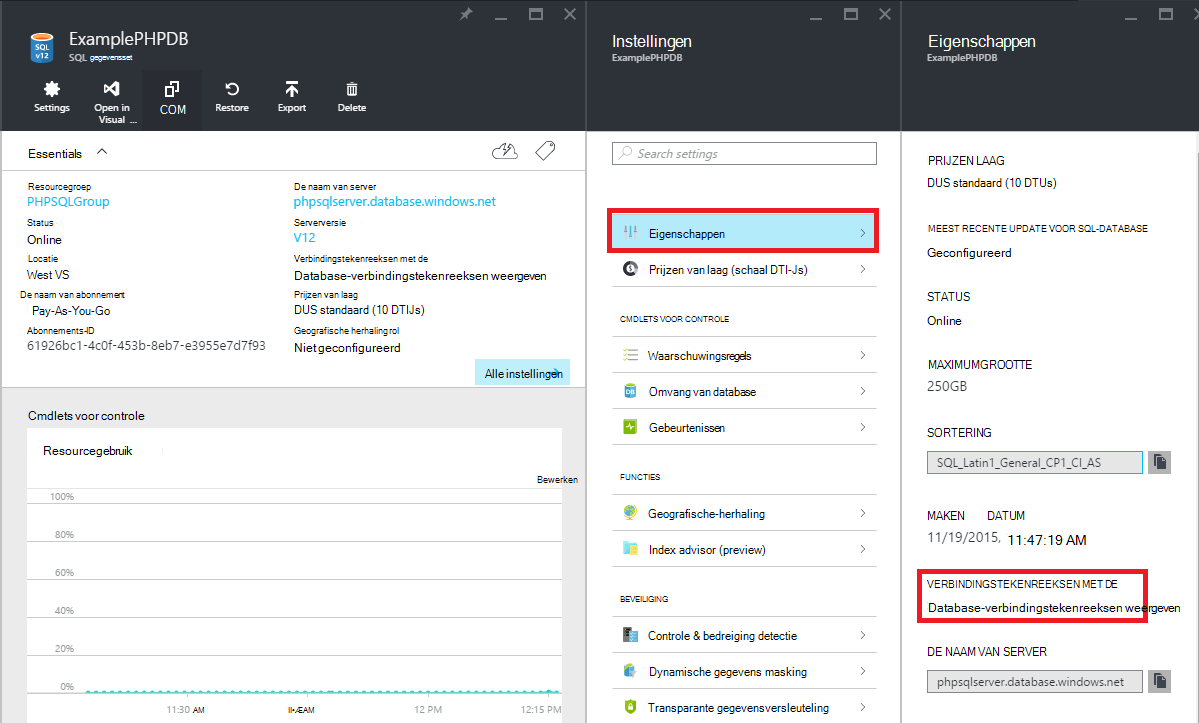 ExamplePHPDB
SQL gegevensset
SQL
v12
Settings
Open in
Visual ...
COM
Restore
Export
Delete
Essentials
Resourcegroep
PHPSQLGroup
Status
Online
Locatie
West VS
De naam van abonnement
Pay-As-You-Go
Abonnements-ID
61926bc1-4c0f-453b-8eb7-e3955e7d7f93
De naam van server
phpsqlserver.database.windows.net
Serverversie
V12
Verbindingstekenreeksen met de
Database-verbindingstekenreeksen weergeven
Prijzen van laag
DUS standaard (10 DTIJs)
Geografische herhaling rol
Niet geconfigureerd
Alle instellingen
Cmdlets voor controle
Resourcegebruik
Bewerken
100%
80%
60%
40%
20%
0%
11:30 AM
12 PM
12:15 PM
Instellingen
ExamplePHPDB
Search settings
Eigenschappen
Prijzen van laag (schaal DTI-Js)
CMDLETS VOOR CONTROLE
Waarschuwingsregels
DB
Omvang van database
Gebeurtenissen
FUNCTIES
Geografische-herhaling
Index advisor (preview)
BEVEILIGING
Controle & bedreiging detectie
Dynamische gegevens masking
Transparante gegevensversleuteling
Eigenschappen
ExamplePHPDB
PRIJZEN LAAG
DUS standaard (10 DTUs)
MEEST RECENTE UPDATE VOOR SQL-DATABASE
Geconfigureerd
STATUS
Online
MAXIMUMGROOTTE
250GB
SORTERING
SQL_Latin1_General_CP1_CI_AS
MAKEN DATUM
11/19/2015, 11:47:19 AM
VERBINDINGSTEKENREEKSEN MET DE
Database-verbindingstekenreeksen weergeven
DE NAAM VAN SERVER
phpsqlserver.database.windows.net